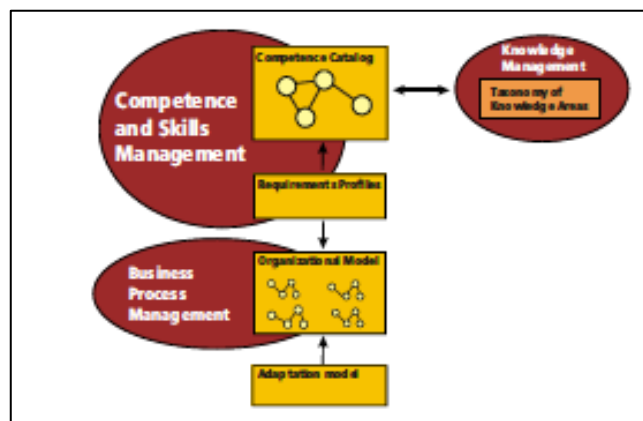 Competence Catalog
Knowledge
Management
Taxonomy of
Knowledge Areas
Competence
and Skills
Management
Requirements Profiles
Organizational Model
Business
Process
Management
Adaptation model